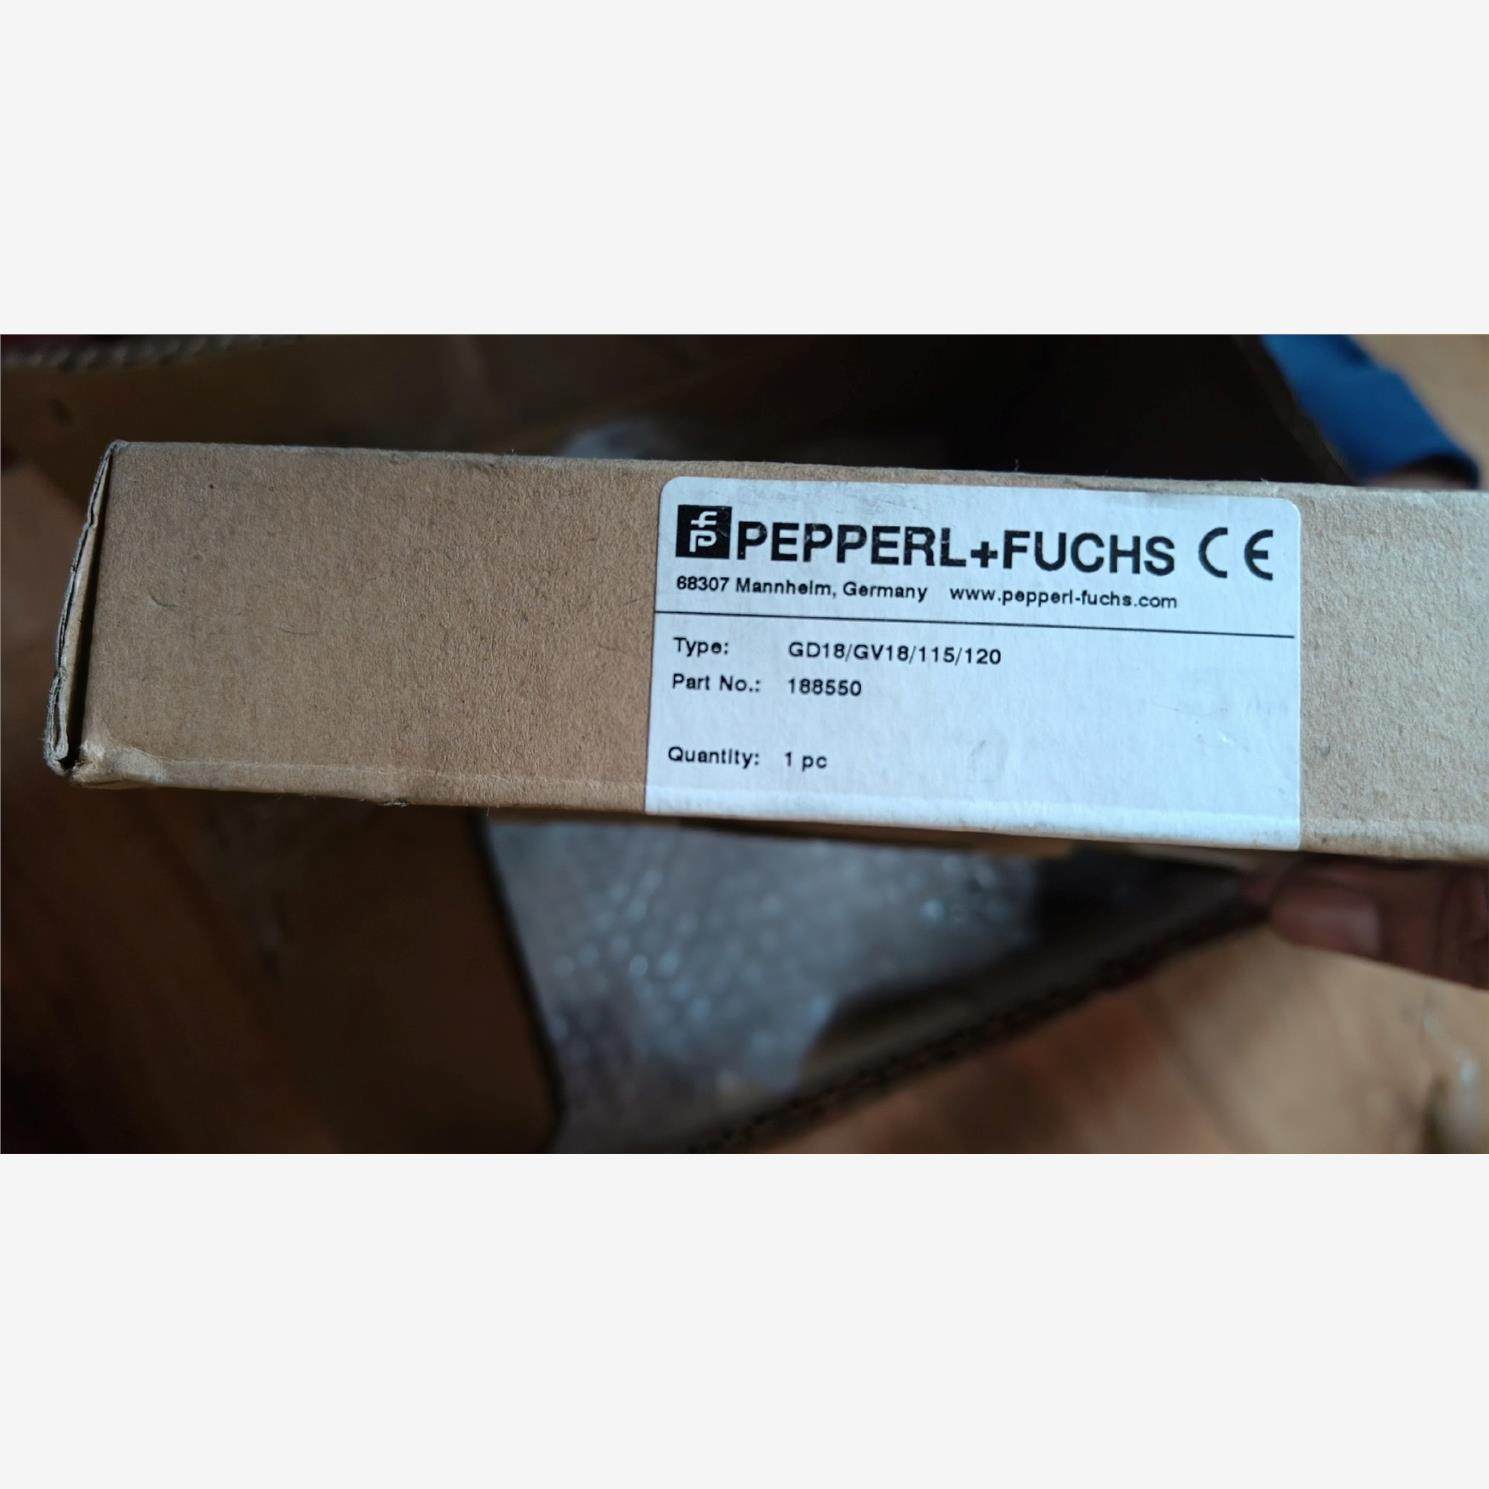 PEPPERL+FUCHS CE
68307 Mannheim, Germany www.pepperl-fuchs.com
Type: GD18/GV18/115/120
Part No.: 188550
Quantity: 1 pc